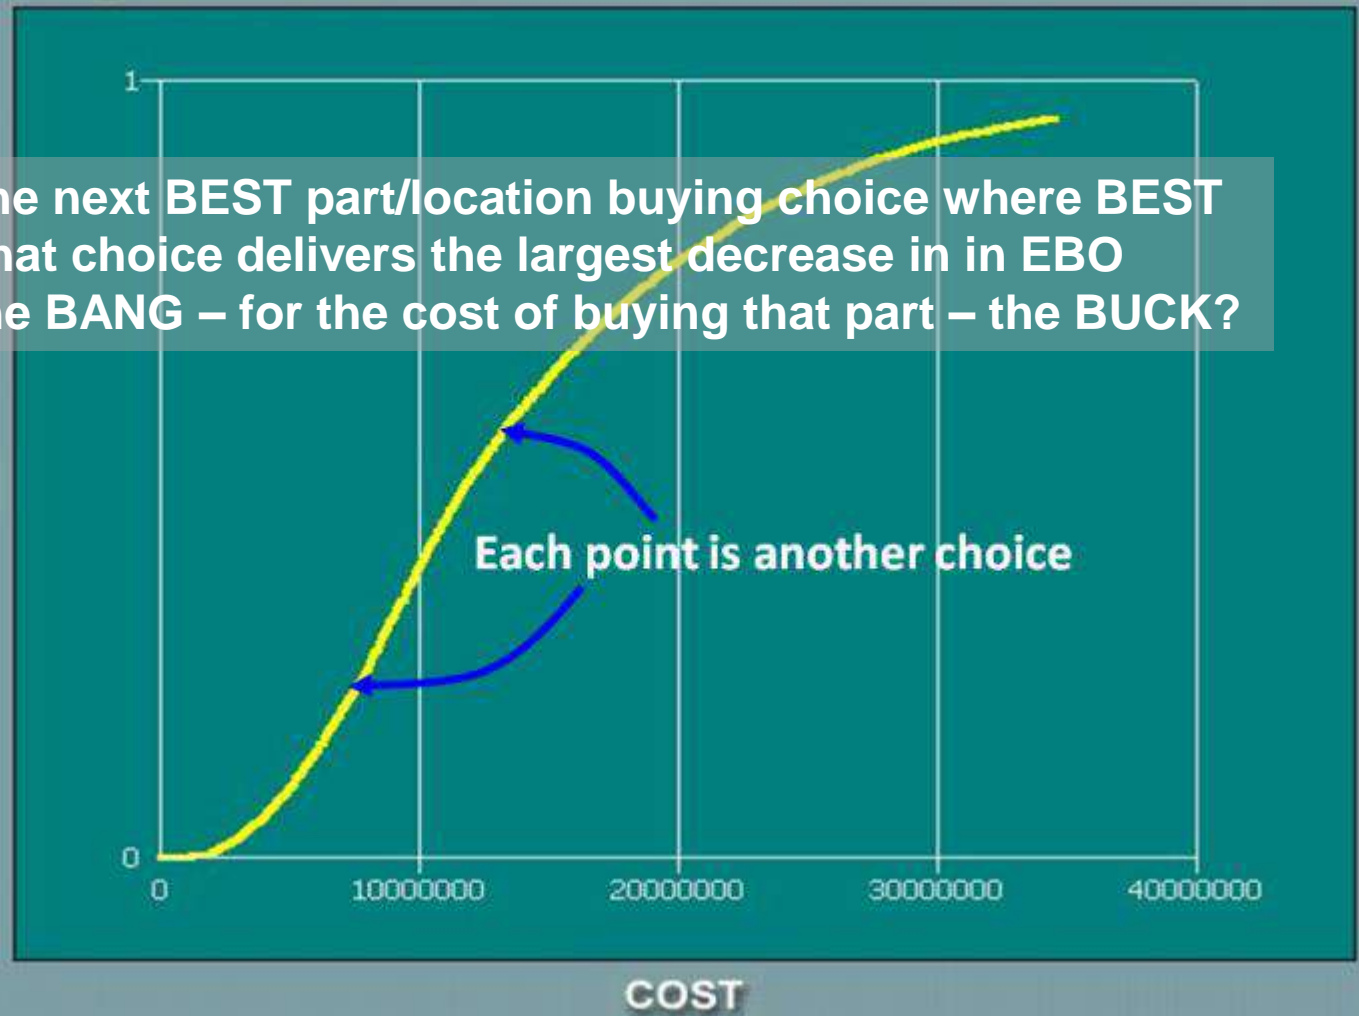 1
he next BEST part/location buying choice where BEST
hat choice delivers the largest decrease in in EBO
he BANG – for the cost of buying that part – the BUCK?
Each point is another choice
0
0 10000000 20000000 30000000 40000000
COST